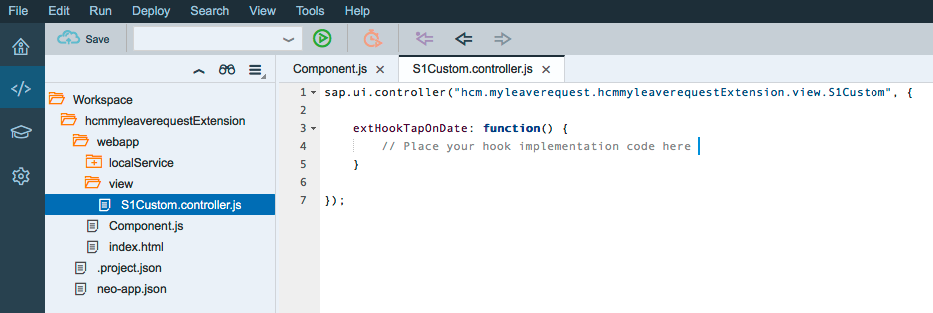 File Edit Run Deploy Search View Tools Help
Save
Component.js × S1Custom.controller.js ×
Workspace
hcmmyleaverequestExtension
webapp
localService
view
S1Custom.controller.js
Component.js
index.html
.project.json
neo-app.json
1 sap.ui.controller("hcm.myleaverequest.hcmmyleaverequestExtension.view.S1Custom", {
2
3 extHookTapOnDate: function() {
4 // Place your hook implementation code here
5 }
6
7 });